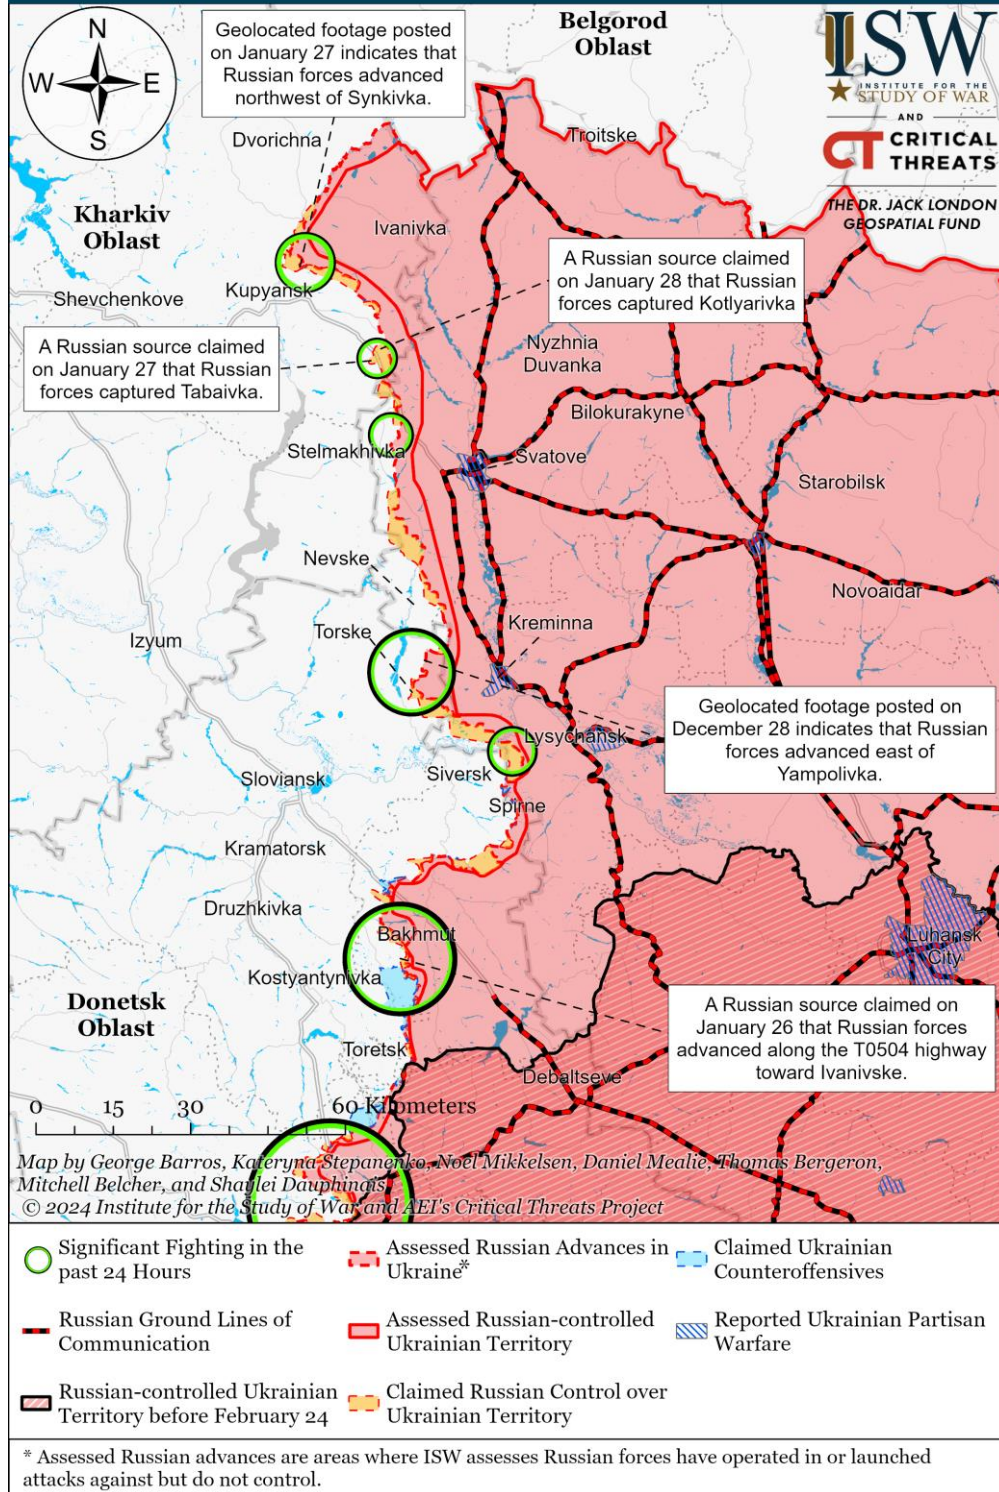 Belgorod
Oblast
N
W
E
S
Geolocated footage posted
on January 27 indicates that
Russian forces advanced
northwest of Synkivka.
ISW
INSTITUTE FOR THE
STUDY OF WAR
AND
CT CRITICAL
THREATS
THE DR. JACK LONDON
GEOSPATIAL FUND
Dvorichna
Troitske
Kharkiv
Oblast
Ivanivka
A Russian source claimed
on January 28 that Russian
forces captured Kotlyarivka
Shevchenkove
Kupyansk
A Russian source claimed
on January 27 that Russian
forces captured Tabaivka.
Nyzhnia
Duvanka
Bilokurakyne
Stelmakhivka
Svatove
Starobilsk
Nevske
Novoaidar
Torske
Kreminna
Izyum
Geolocated footage posted on
December 28 indicates that Russian
forces advanced east of
Yampolivka.
Lysychansk
Sloviansk
Siversk
Spirne
Kramatorsk
Druzhkivka
Bakhmut
Luhansk
City
Kostyantynivka
Donetsk
Oblast
A Russian source claimed on
January 26 that Russian forces
advanced along the T0504 highway
toward Ivanivske.
Toretsk
Debaltseve
0 15 30 60 Kilometers
Map by George Barros, Kateryna Stepanenko, Noel Mikkelsen, Daniel Mealie, Thomas Bergeron,
Mitchell Belcher, and Shaylei Dauphinais
© 2024 Institute for the Study of War and AEI's Critical Threats Project
Significant Fighting in the
past 24 Hours
Assessed Russian Advances in
Ukraine*
Claimed Ukrainian
Counteroffensives
Russian Ground Lines of
Communication
Assessed Russian-controlled
Ukrainian Territory
Reported Ukrainian Partisan
Warfare
Russian-controlled Ukrainian
Territory before February 24
Claimed Russian Control over
Ukrainian Territory
* Assessed Russian advances are areas where ISW assesses Russian forces have operated in or launched
attacks against but do not control.